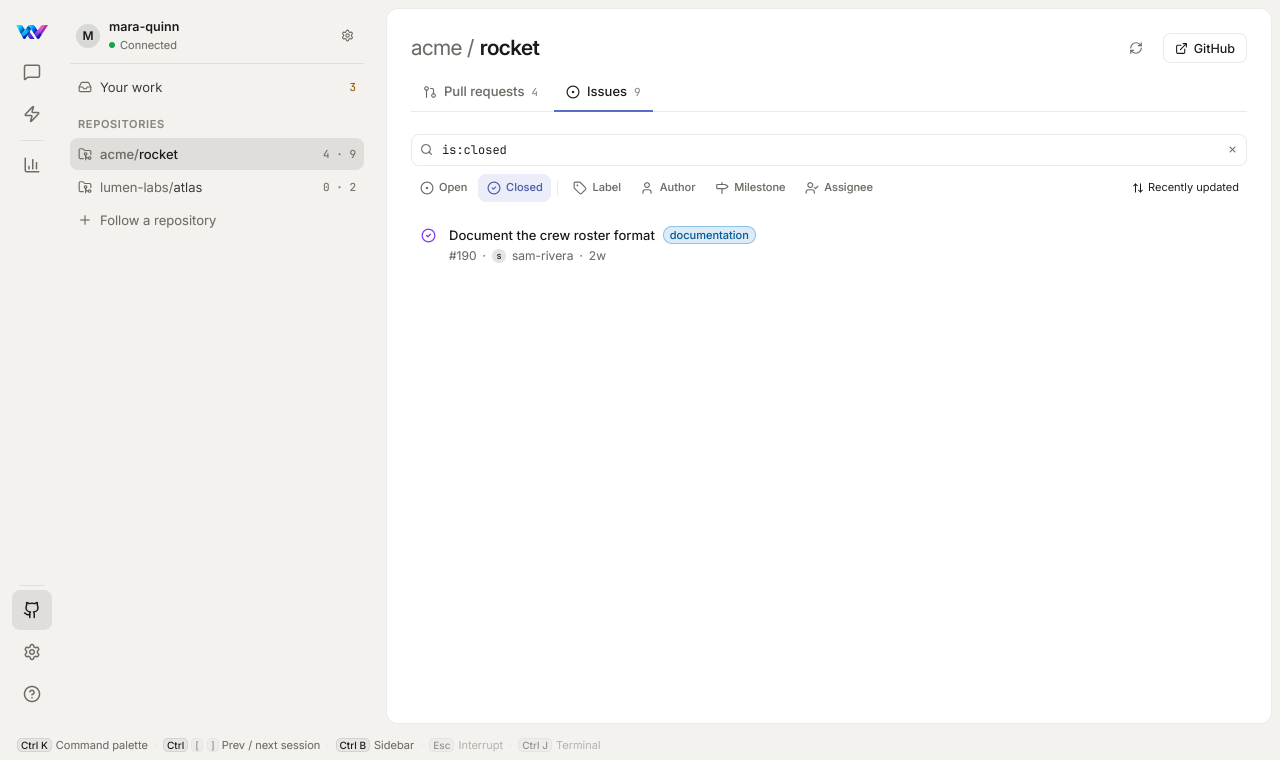 M
mara-quinn
Connected
Your work 3
REPOSITORIES
acme/rocket 4 · 9
lumen-labs/atlas 0 · 2
Follow a repository
acme / rocket
GitHub
Pull requests 4
Issues 9
is:closed
Open
Closed
Label
Author
Milestone
Assignee
Recently updated
Document the crew roster format documentation
#190 · s sam-rivera · 2w
Ctrl K Command palette · Ctrl [ ] Prev / next session · Ctrl B Sidebar · Esc Interrupt · Ctrl J Terminal